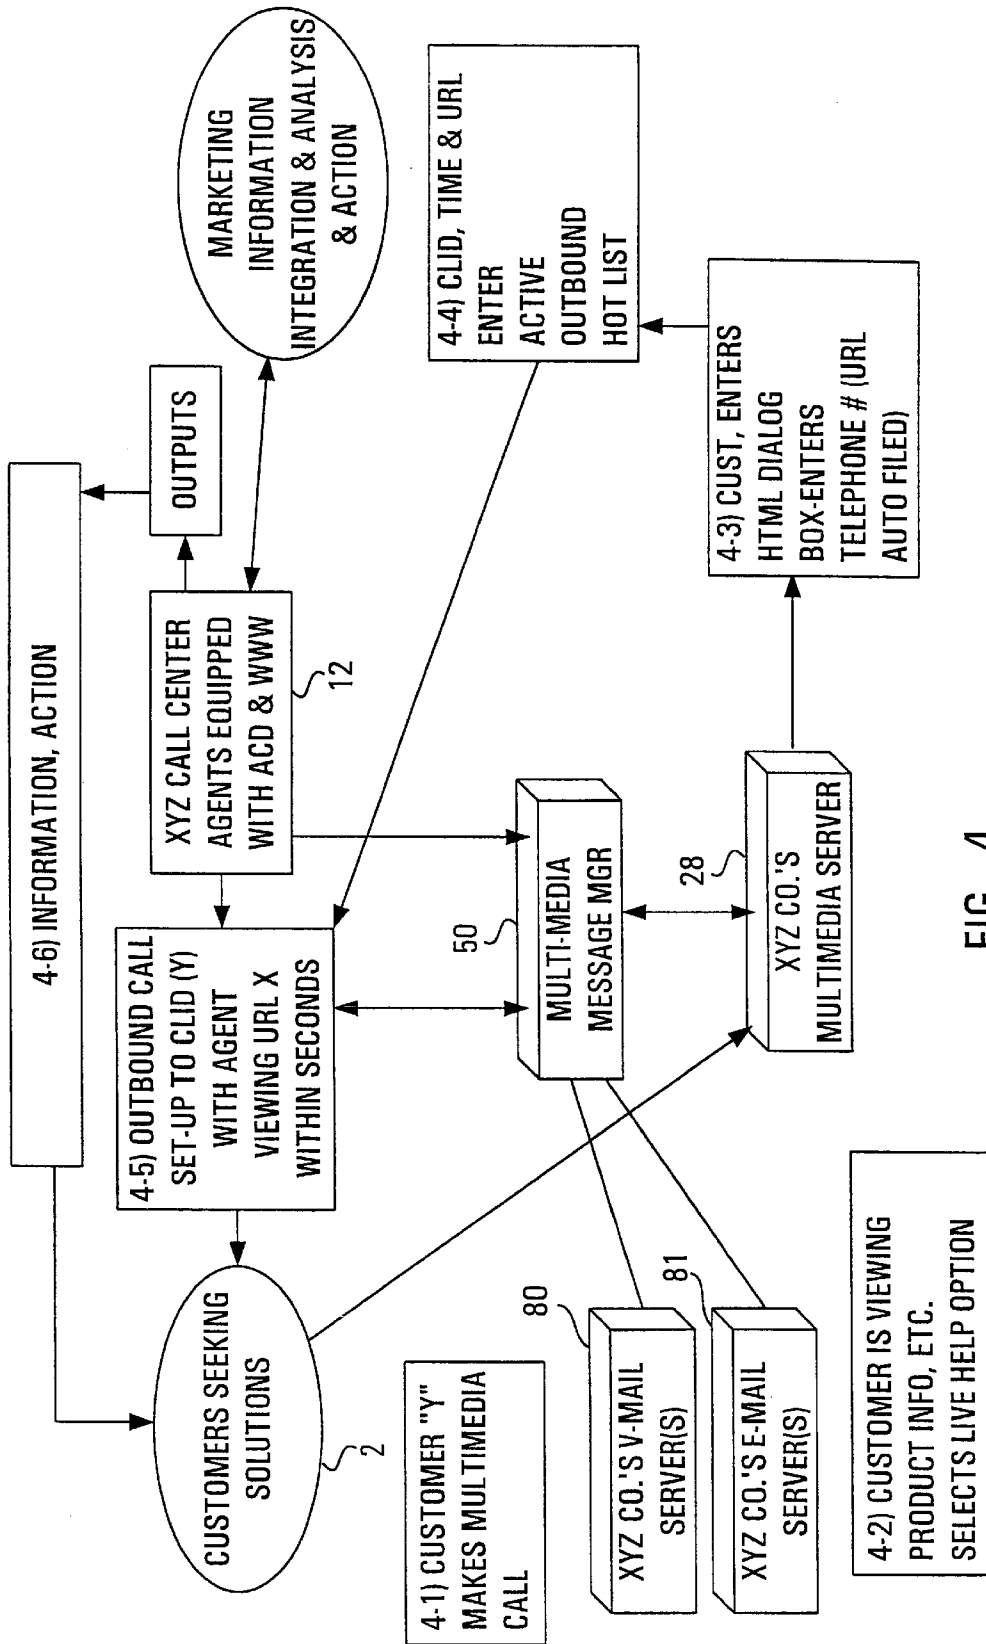 4-6) INFORMATION, ACTION
OUTPUTS
MARKETING
INFORMATION
INTEGRATION & ANALYSIS
& ACTION
XYZ CALL CENTER
AGENTS EQUIPPED
WITH ACD & WWW
12
4-5) OUTBOUND CALL
SET-UP TO CLID (Y)
WITH AGENT
VIEWING URL X
WITHIN SECONDS
CUSTOMERS SEEKING
SOLUTIONS
2
4-4) CLID, TIME & URL
ENTER
ACTIVE
OUTBOUND
HOT LIST
4-1) CUSTOMER "Y"
MAKES MULTIMEDIA
CALL
50
MULTI-MEDIA
MESSAGE MGR
80
XYZ CO.'S V-MAIL
SERVER(S)
81
XYZ CO.'S E-MAIL
SERVER(S)
28
XYZ CO.'S
MULTIMEDIA SERVER
4-3) CUST, ENTERS
HTML DIALOG
BOX-ENTERS
TELEPHONE # (URL
AUTO FILED)
4-2) CUSTOMER IS VIEWING
PRODUCT INFO, ETC.
SELECTS LIVE HELP OPTION
FIG. 4